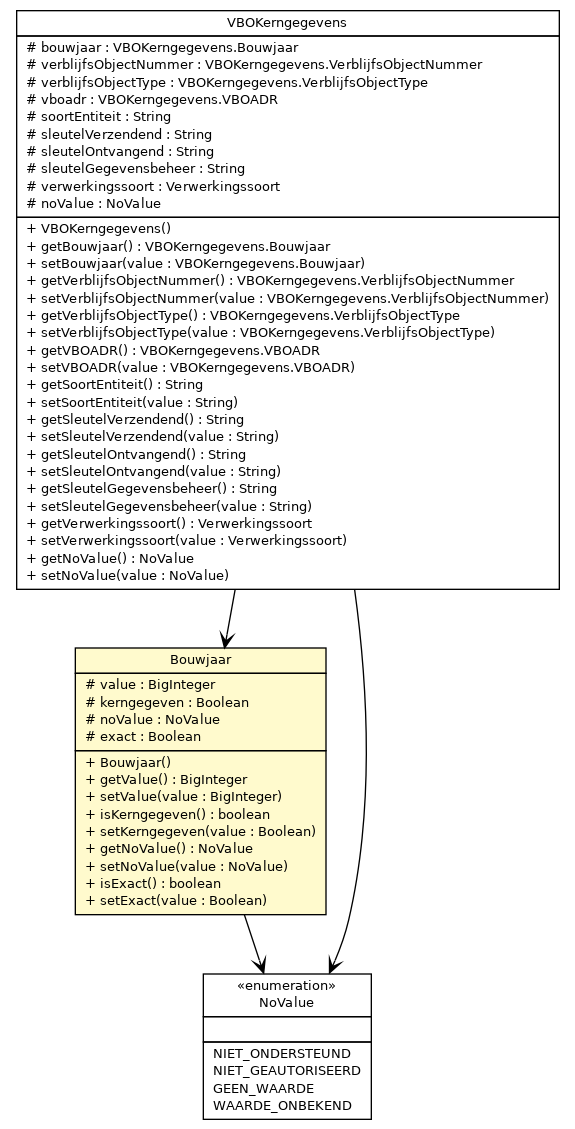 VBOKerngegevens
# bouwjaar : VBOKerngegevens.Bouwjaar
# verblijfsObjectNummer : VBOKerngegevens.VerblijfsObjectNummer
# verblijfsObjectType : VBOKerngegevens.VerblijfsObjectType
# vboadr : VBOKerngegevens.VBOADR
# soortEntiteit : String
# sleutelVerzendend : String
# sleutelOntvangend : String
# sleutelGegevensbeheer : String
# verwerkingssoort : Verwerkingssoort
# noValue : NoValue
+ VBOKerngegevens()
+ getBouwjaar() : VBOKerngegevens.Bouwjaar
+ setBouwjaar(value : VBOKerngegevens.Bouwjaar)
+ getVerblijfsObjectNummer() : VBOKerngegevens.VerblijfsObjectNummer
+ setVerblijfsObjectNummer(value : VBOKerngegevens.VerblijfsObjectNummer)
+ getVerblijfsObjectType() : VBOKerngegevens.VerblijfsObjectType
+ setVerblijfsObjectType(value : VBOKerngegevens.VerblijfsObjectType)
+ getVBOADR() : VBOKerngegevens.VBOADR
+ setVBOADR(value : VBOKerngegevens.VBOADR)
+ getSoortEntiteit() : String
+ setSoortEntiteit(value : String)
+ getSleutelVerzendend() : String
+ setSleutelVerzendend(value : String)
+ getSleutelOntvangend() : String
+ setSleutelOntvangend(value : String)
+ getSleutelGegevensbeheer() : String
+ setSleutelGegevensbeheer(value : String)
+ getVerwerkingssoort() : Verwerkingssoort
+ setVerwerkingssoort(value : Verwerkingssoort)
+ getNoValue() : NoValue
+ setNoValue(value : NoValue)
Bouwjaar
# value : BigInteger
# kerngegeven : Boolean
# noValue : NoValue
# exact : Boolean
+ Bouwjaar()
+ getValue() : BigInteger
+ setValue(value : BigInteger)
+ isKerngegeven() : boolean
+ setKerngegeven(value : Boolean)
+ getNoValue() : NoValue
+ setNoValue(value : NoValue)
+ isExact() : boolean
+ setExact(value : Boolean)
«enumeration»
NoValue
NIET_ONDERSTEUND
NIET_GEAUTORISEERD
GEEN_WAARDE
WAARDE_ONBEKEND